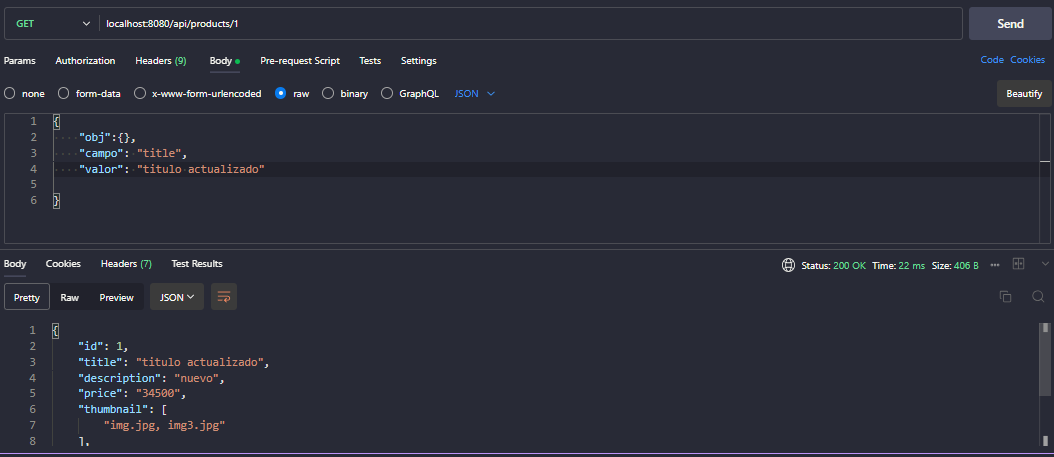 GET localhost:8080/api/products/1 Send
Params Authorization Headers (9) Body Pre-request Script Tests Settings Code Cookies
none form-data x-www-form-urlencoded raw binary GraphQL JSON Beautify
1 {
2 "obj":{},
3 "campo": "title",
4 "valor": "titulo actualizado"
5
6 }
Body Cookies Headers (7) Test Results Status: 200 OK Time: 22 ms Size: 406 B
Pretty Raw Preview JSON
1 {
2 "id": 1,
3 "title": "titulo actualizado",
4 "description": "nuevo",
5 "price": "34500",
6 "thumbnail": [
7 "img.jpg, img3.jpg"
8 ],